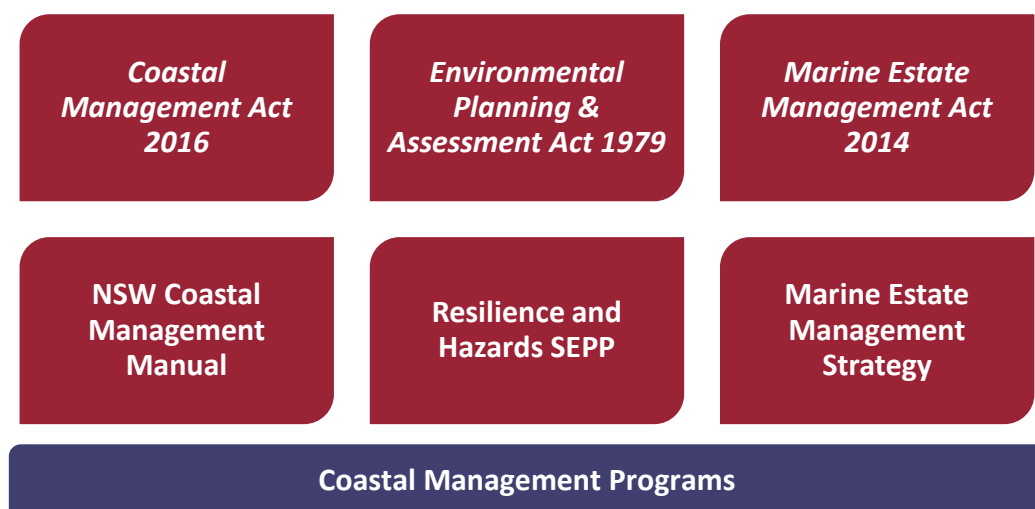 Coastal
Management Act
2016
Environmental
Planning &
Assessment Act 1979
Marine Estate
Management Act
2014
NSW Coastal
Management
Manual
Resilience and
Hazards SEPP
Marine Estate
Management
Strategy
Coastal Management Programs